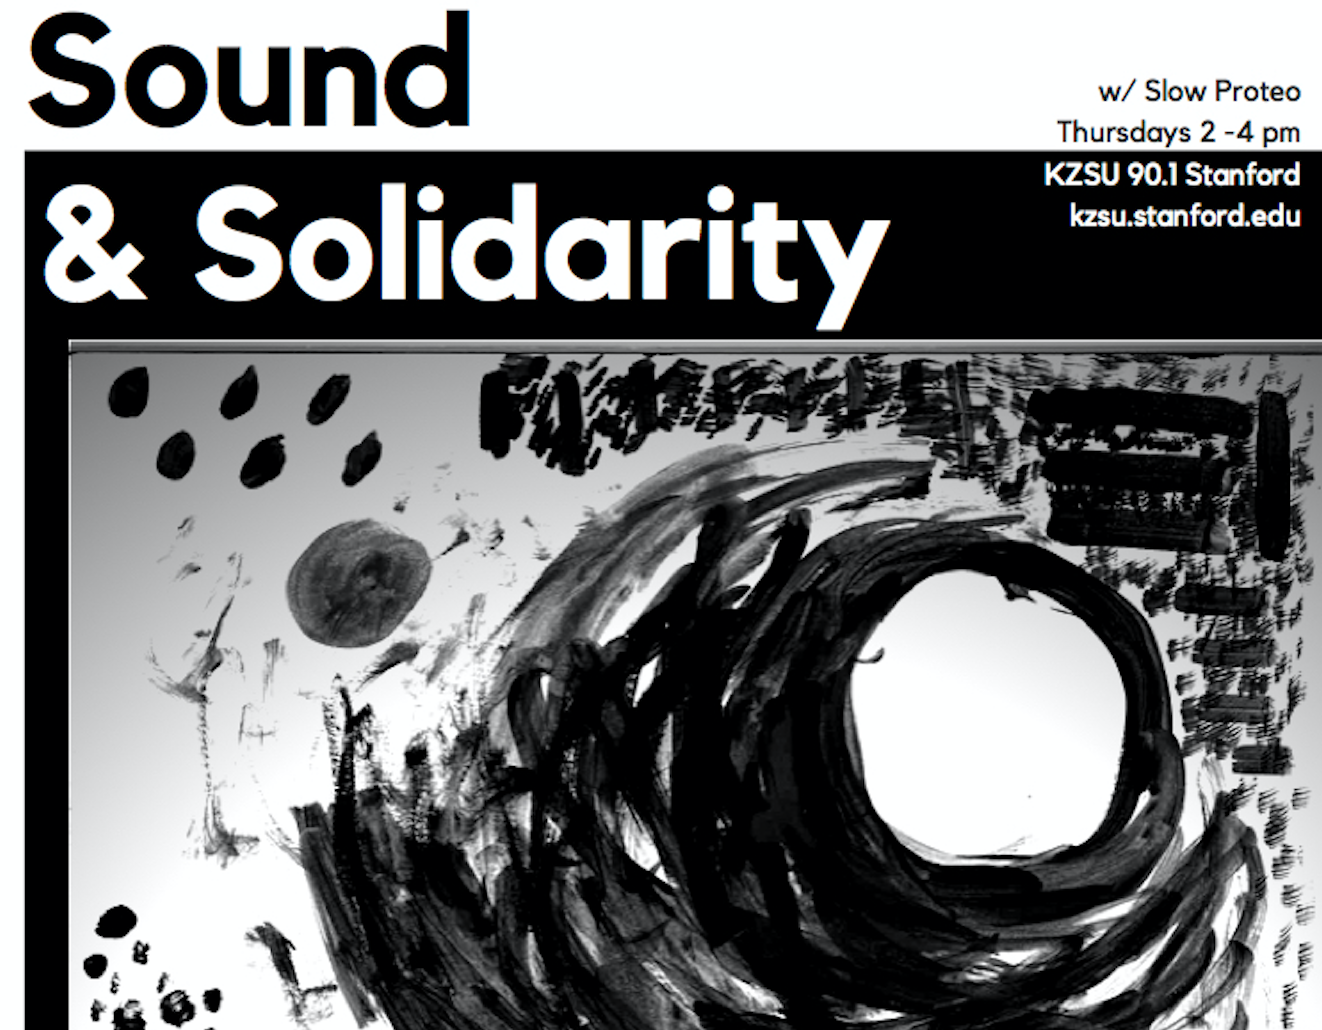 Sound
& Solidarity
w/ Slow Proteo
Thursdays 2 -4 pm
KZSU 90.1 Stanford
kzsu.stanford.edu